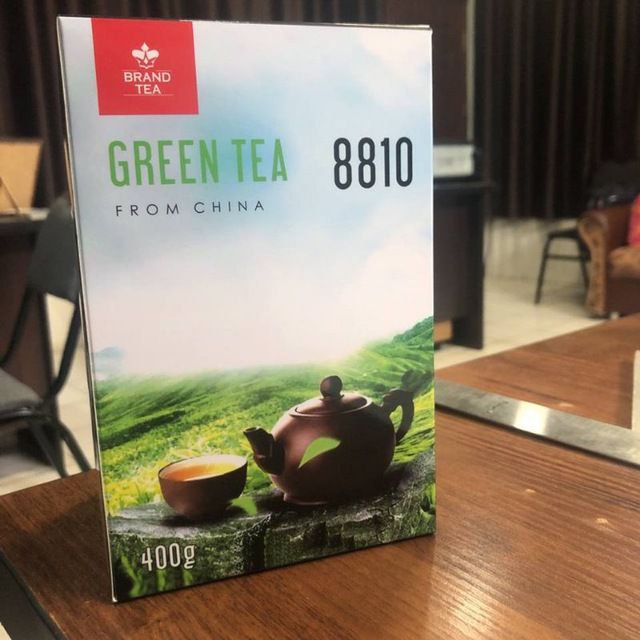 BRAND
TEA
GREEN TEA 8810
FROM CHINA
400g